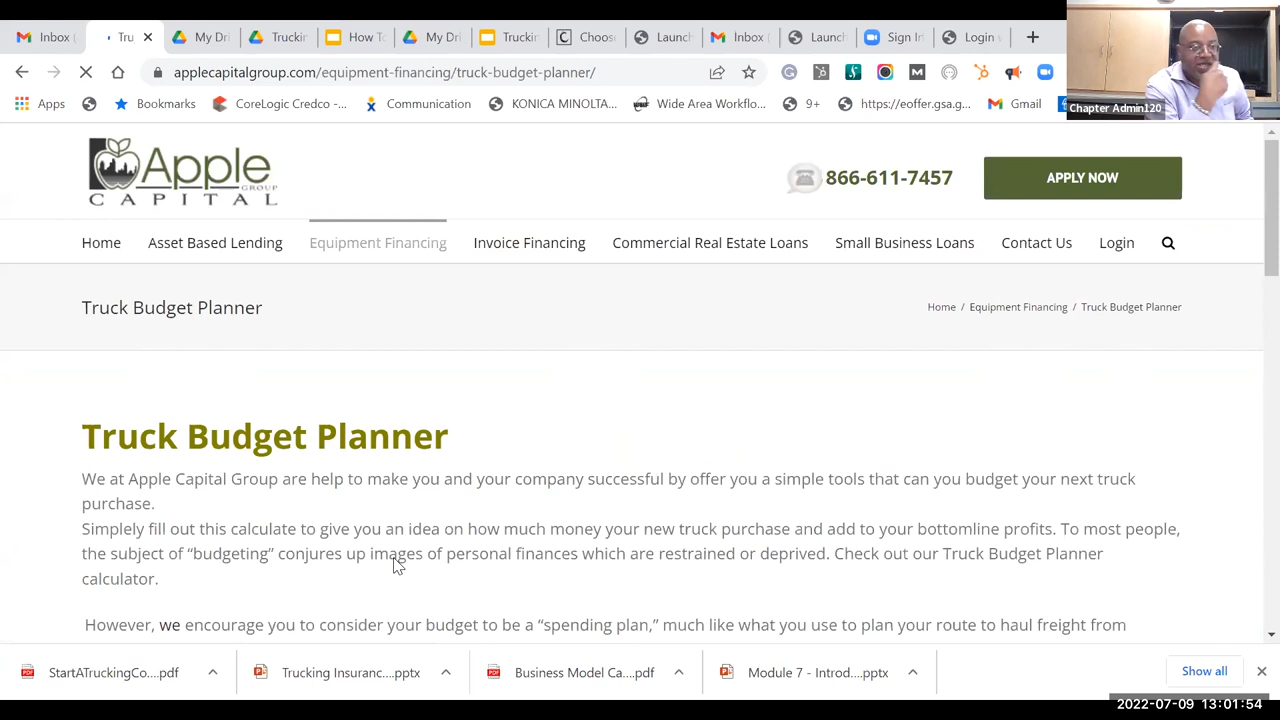 Inbox (
Tru
My Dri
Truckin
How To
My Dri
Truck
Choos
Launc
Inbox (
Launch
Sign In
Login
applecapitalgroup.com/equipment-financing/truck-budget-planner/
Chapter Admin120
Apps
Bookmarks
CoreLogic Credco -...
Communication
KONICA MINOLTA...
Wide Area Workflo...
9+
https://eoffer.gsa.g...
Gmail
Apple
GROUP
CAPITAL
866-611-7457
APPLY NOW
Home
Asset Based Lending
Equipment Financing
Invoice Financing
Commercial Real Estate Loans
Small Business Loans
Contact Us
Login
Truck Budget Planner
Home / Equipment Financing / Truck Budget Planner
Truck Budget Planner
We at Apple Capital Group are help to make you and your company successful by offer you a simple tools that can you budget your next truck
purchase.
Simplely fill out this calculate to give you an idea on how much money your new truck purchase and add to your bottomline profits. To most people,
the subject of “budgeting” conjures up images of personal finances which are restrained or deprived. Check out our Truck Budget Planner
calculator.
However, we encourage you to consider your budget to be a “spending plan,” much like what you use to plan your route to haul freight from
StartATruckingCo....pdf
Trucking Insuranc....pptx
Business Model Ca....pdf
Module 7 - Introd....pptx
Show all
2022-07-09 13:01:54